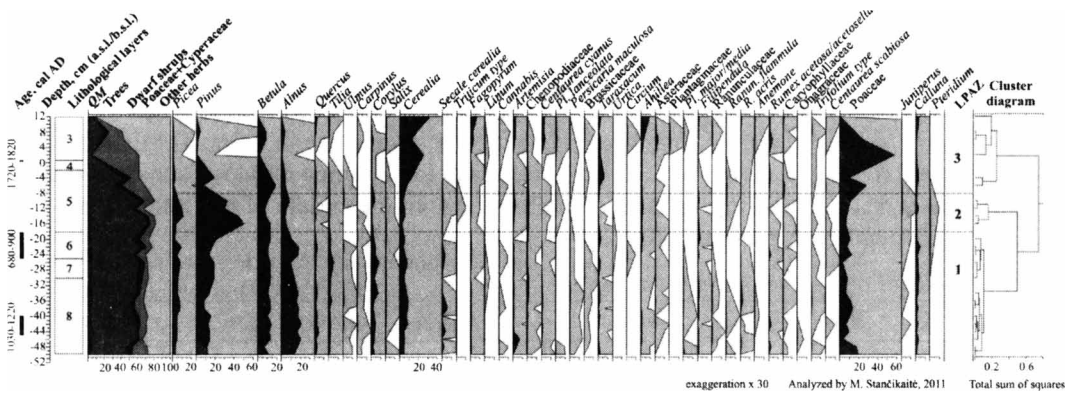 Age. cal AD
Depth, cm (a.s.l./b.s.l.)
Lithological layers
QM
Trees
Dwarf shrubs
Poaceae+Cyperaceae
Other herbs
Picea
Pinus
Betula
Alnus
Quercus
Tilia
Ulmus
Carpinus
Corylus
Salix
Cerealia
Secale cerealia
Triticum type
Fagopyrum
Linum
Cannabis
Artemisia
Chenopodiaceae
Centaurea cyanus
P. lanceolata
Persicaria maculosa
Brassicaceae
Taraxacum
Urtica
Cirsium
Achillea
Asteraceae
Plantaginaceae
Pl. major/media
Filipendula
Ranunculaceae
Ranun. flammula
R. acris
Anemone
Rumex acetosa/acetosella
Caryophyllaceae
Onagraceae
Trifolium type
Centaurea scabiosa
Poaceae
Juniperus
Calluna
Pteridium
LPAZ
Cluster
diagram
1720-1820
680-900
1030-1220
12
8
4
0
-4
-8
-12
-16
-20
-24
-28
-32
-36
-40
-44
-48
-52
3
4
5
6
7
8
3
2
1
20 40 60 80 100
20
20 40 60
20
20
20 40
20 40 60
0.2 0 6
exaggeration x 30 Analyzed by M. Stančikaitė, 2011 Total sum of squares